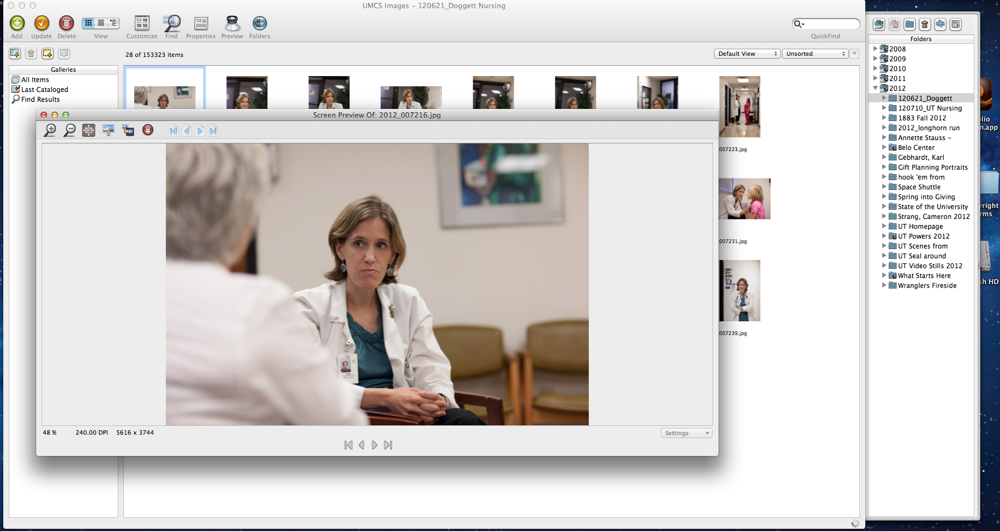 UMCS Images – 120621_Doggett Nursing
Add
Update
Delete
View
Customize
Find
Properties
Preview
Folders
QuickFind
28 of 153323 items
Default View
Unsorted
Galleries
All Items
Last Cataloged
Find Results
Screen Preview Of: 2012_007216.jpg
48 %
240.00 DPI
5616 x 3744
Settings
007223.jpg
007231.jpg
007239.jpg
Folders
2008
2009
2010
2011
2012
120621_Doggett
120710_UT Nursing
1883 Fall 2012
2012_longhorn run
Annette Stauss –
Belo Center
Gebhardt, Karl
Gift Planning Portraits
hook 'em from
Space Shuttle
Spring into Giving
State of the University
Strang, Cameron 2012
UT Homepage
UT Powers 2012
UT Scenes from
UT Seal around
UT Video Stills 2012
What Starts Here
Wranglers Fireside
lio
n.app
right
rms
sh HD